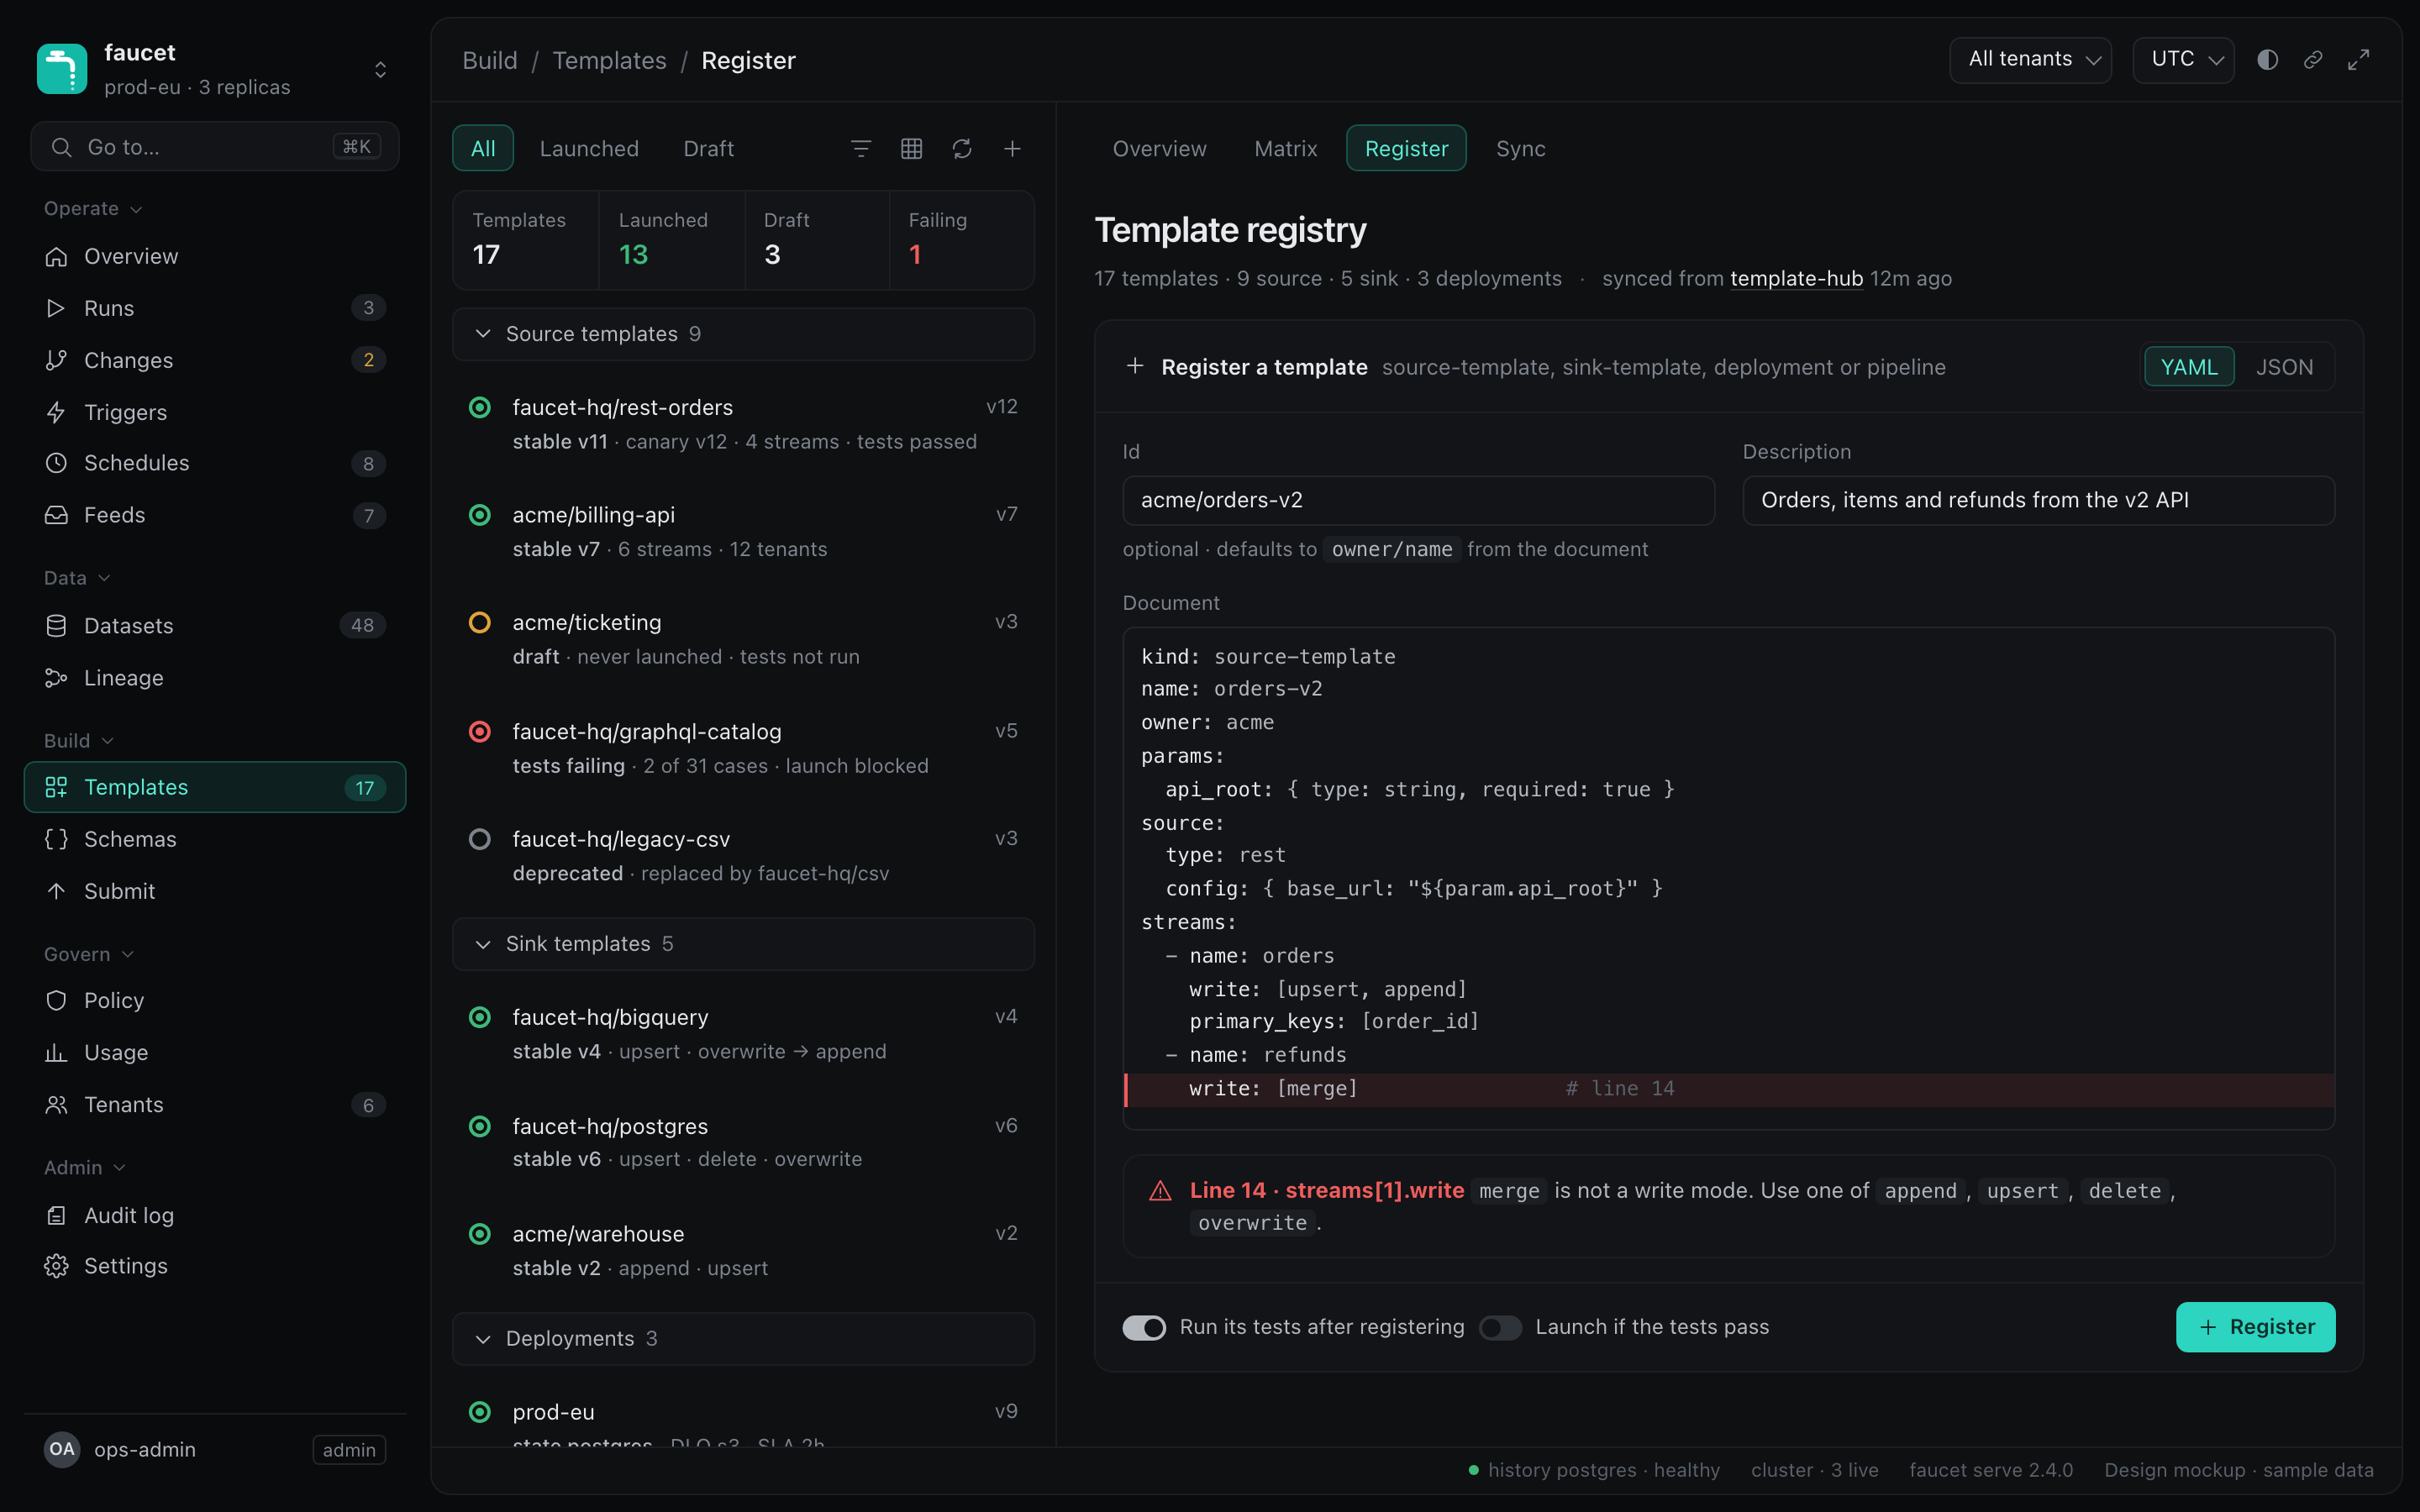 faucet
prod-eu · 3 replicas
Go to...
⌘K
Operate
Overview
Runs 3
Changes 2
Triggers
Schedules 8
Feeds 7
Data
Datasets 48
Lineage
Build
Templates 17
Schemas
Submit
Govern
Policy
Usage
Tenants 6
Admin
Audit log
Settings
OA ops-admin admin
Build / Templates / Register
All tenants
UTC
All Launched Draft
Templates Launched Draft Failing
17 13 3 1
Source templates 9
faucet-hq/rest-orders v12
stable v11 · canary v12 · 4 streams · tests passed
acme/billing-api v7
stable v7 · 6 streams · 12 tenants
acme/ticketing v3
draft · never launched · tests not run
faucet-hq/graphql-catalog v5
tests failing · 2 of 31 cases · launch blocked
faucet-hq/legacy-csv v3
deprecated · replaced by faucet-hq/csv
Sink templates 5
faucet-hq/bigquery v4
stable v4 · upsert · overwrite → append
faucet-hq/postgres v6
stable v6 · upsert · delete · overwrite
acme/warehouse v2
stable v2 · append · upsert
Deployments 3
prod-eu v9
state postgres · DLQ s3 · SLA 2h
Overview Matrix Register Sync
Template registry
17 templates · 9 source · 5 sink · 3 deployments · synced from template-hub 12m ago
+ Register a template source-template, sink-template, deployment or pipeline
YAML JSON
Id
acme/orders-v2
optional · defaults to owner/name from the document
Description
Orders, items and refunds from the v2 API
Document
kind: source-template
name: orders-v2
owner: acme
params:
  api_root: { type: string, required: true }
source:
  type: rest
  config: { base_url: "${param.api_root}" }
streams:
  - name: orders
    write: [upsert, append]
    primary_keys: [order_id]
  - name: refunds
    write: [merge] # line 14
Line 14 · streams[1].write merge is not a write mode. Use one of append, upsert, delete,
overwrite.
Run its tests after registering
Launch if the tests pass
+ Register
history postgres · healthy
cluster · 3 live
faucet serve 2.4.0
Design mockup · sample data